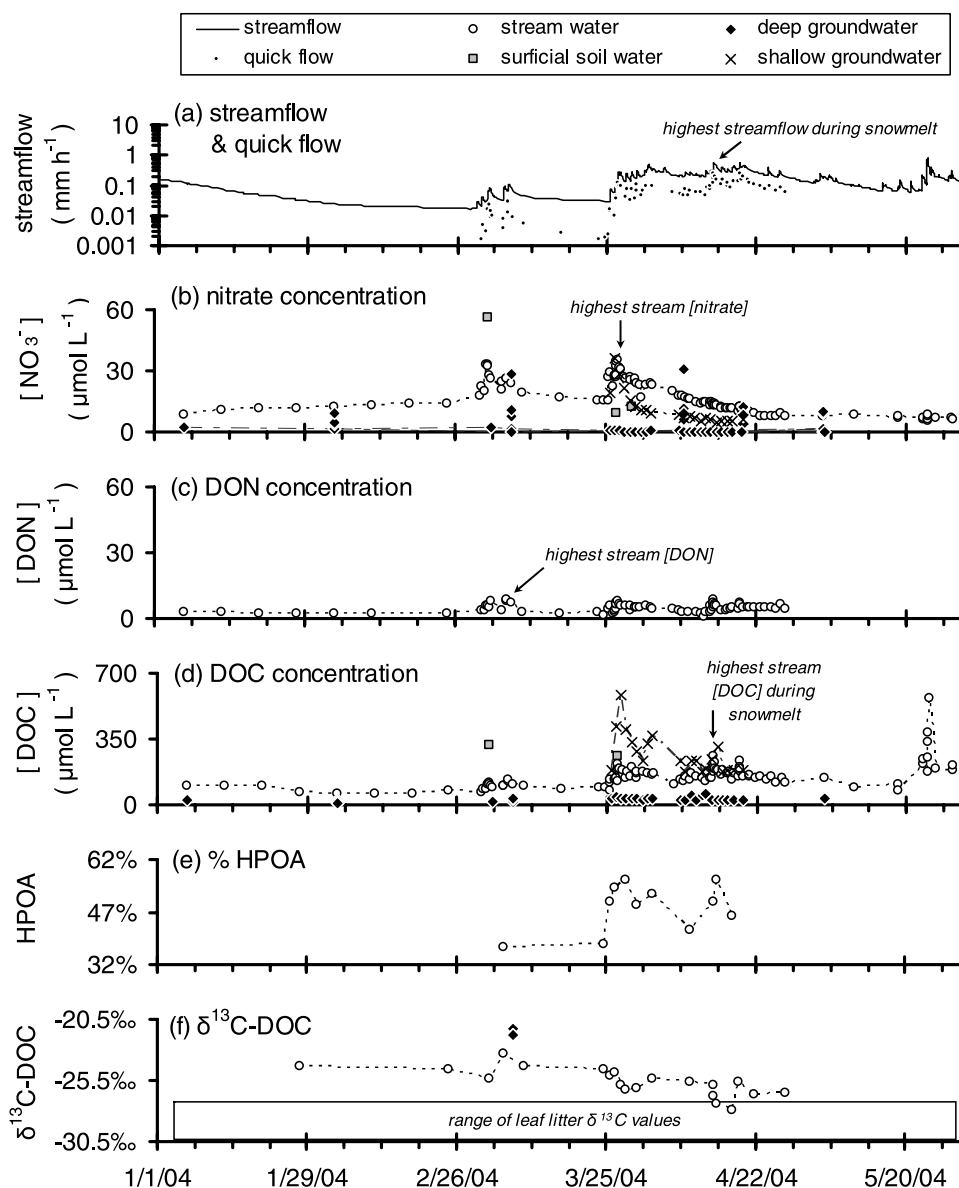 streamflow
stream water
deep groundwater
quick flow
surficial soil water
shallow groundwater
(a) streamflow
& quick flow
highest streamflow during snowmelt
streamflow
( mm h⁻¹)
10
1
0.1
0.01
0.001
(b) nitrate concentration
highest stream [nitrate]
[ NO₃⁻ ]
( µmol L⁻¹)
60
30
0
(c) DON concentration
highest stream [DON]
[ DON ]
( µmol L⁻¹)
60
30
0
(d) DOC concentration
highest stream
[DOC] during
snowmelt
[ DOC ]
( µmol L⁻¹)
700
350
0
(e) % HPOA
HPOA
62%
47%
32%
(f) δ¹³C-DOC
δ¹³C-DOC
-20.5‰
-25.5‰
-30.5‰
range of leaf litter δ ¹³C values
1/1/04
1/29/04
2/26/04
3/25/04
4/22/04
5/20/04